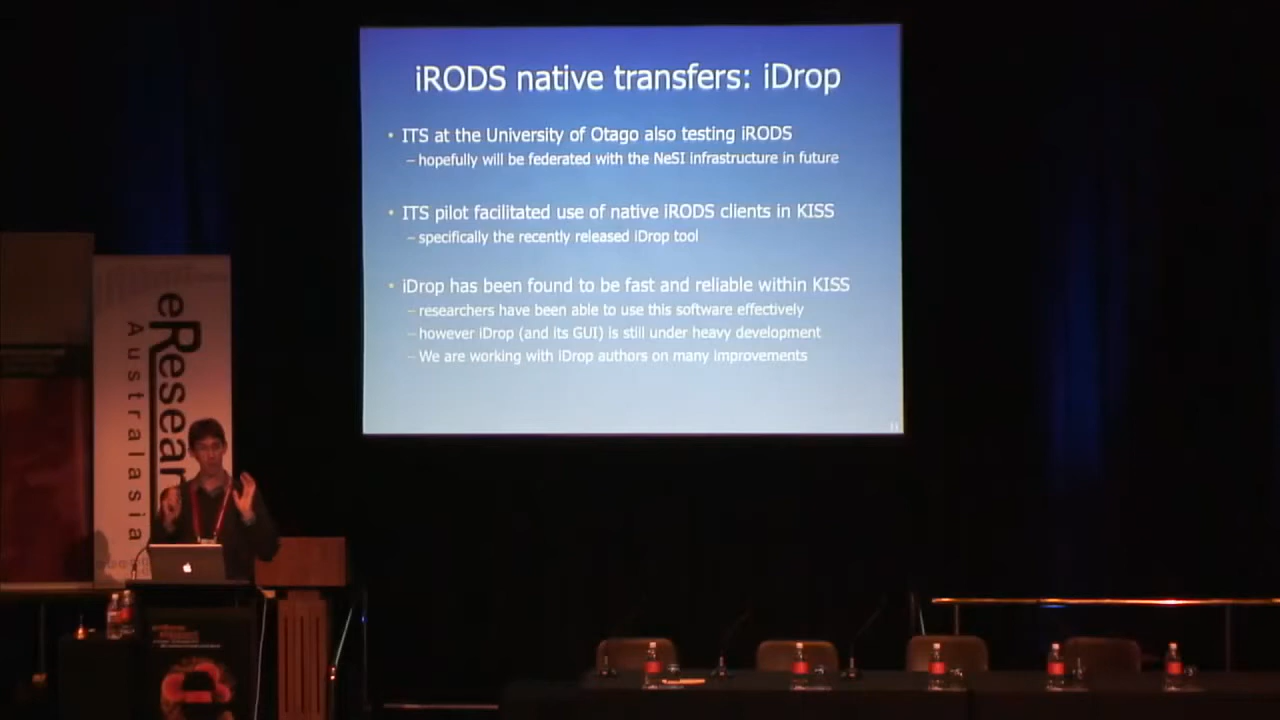 iRODS native transfers: iDrop
• ITS at the University of Otago also testing iRODS
– hopefully will be federated with the NeSI infrastructure in future
• ITS pilot facilitated use of native iRODS clients in KISS
– specifically the recently released iDrop tool
• iDrop has been found to be fast and reliable within KISS
– researchers have been able to use this software effectively
– however iDrop (and its GUI) is still under heavy development
– We are working with iDrop authors on many improvements
eResear
Australasia